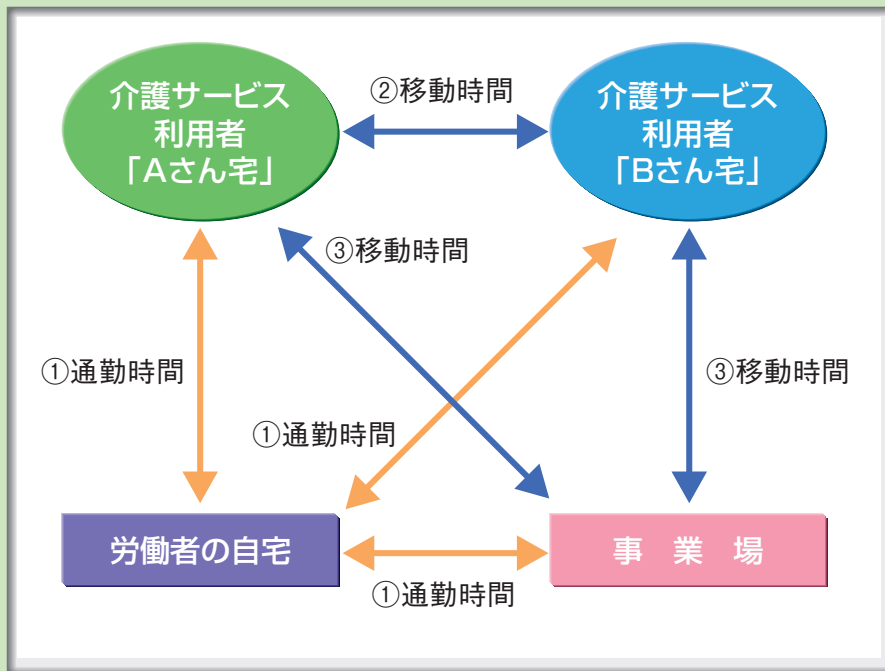 介護サービス
利用者
「Aさん宅」
②移動時間
介護サービス
利用者
「Bさん宅」
③移動時間
①通勤時間
③移動時間
①通勤時間
労働者の自宅
事　業　場
①通勤時間